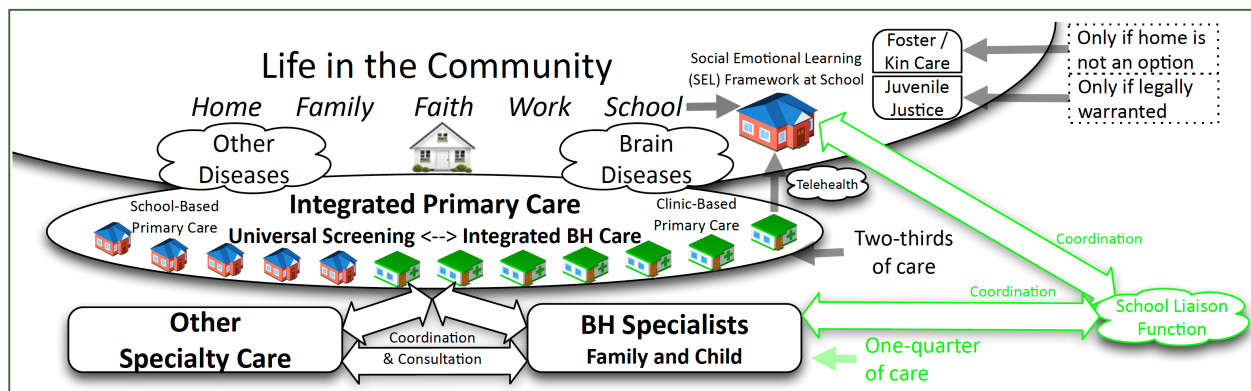 Life in the Community
Home Family Faith Work School
Social Emotional Learning
(SEL) Framework at School
Foster /
Kin Care
Only if home is
not an option
Juvenile
Justice
Only if legally
warranted
Other
Diseases
Brain
Diseases
Telehealth
School-Based
Primary Care
Integrated Primary Care
Clinic-Based
Primary Care
Universal Screening <--> Integrated BH Care
Two-thirds
of care
Coordination
Coordination
School Liaison
Function
Other
Specialty Care
Coordination
& Consultation
BH Specialists
Family and Child
One-quarter
of care